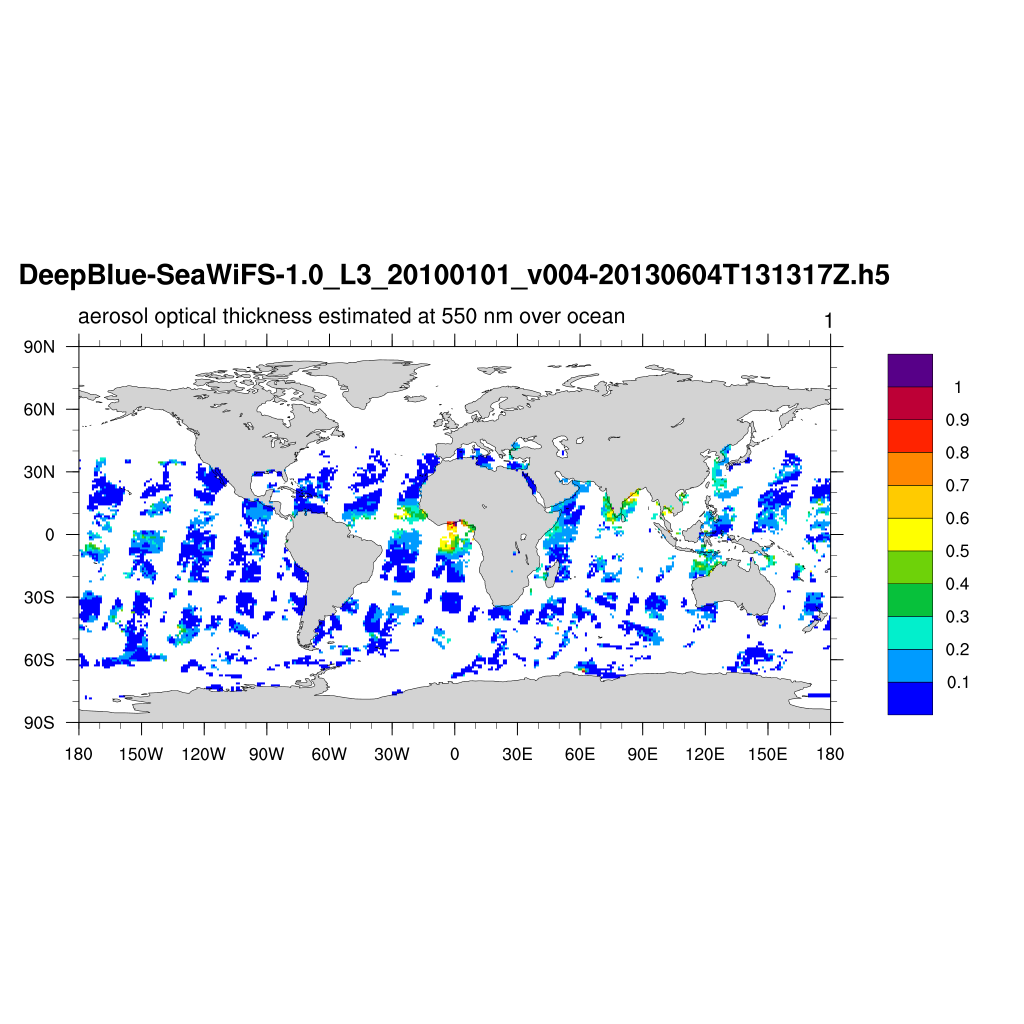 DeepBlue-SeaWiFS-1.0_L3_20100101_v004-20130604T131317Z.h5
aerosol optical thickness estimated at 550 nm over ocean 1
90N
60N
30N
0
30S
60S
90S
180 150W 120W 90W 60W 30W 0 30E 60E 90E 120E 150E 180
1
0.9
0.8
0.7
0.6
0.5
0.4
0.3
0.2
0.1